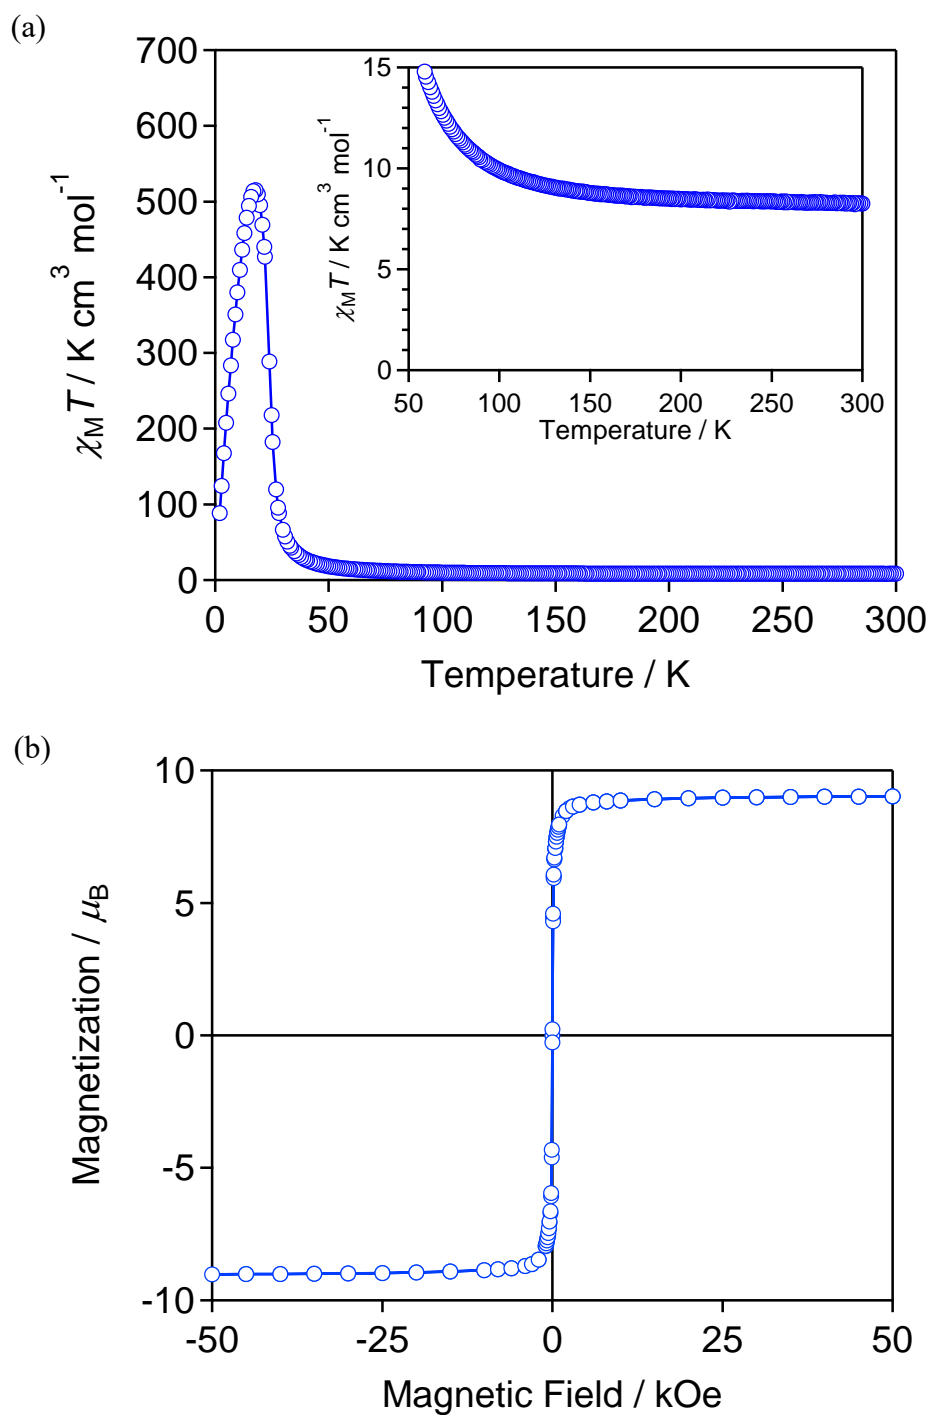 (a)
700
600
500
400
300
200
100
0
χMT / K cm³ mol⁻¹
0 50 100 150 200 250 300
Temperature / K
15
10
5
0
χMT / K cm³ mol⁻¹
50 100 150 200 250 300
Temperature / K
(b)
10
5
0
-5
-10
Magnetization / μB
-50 -25 0 25 50
Magnetic Field / kOe